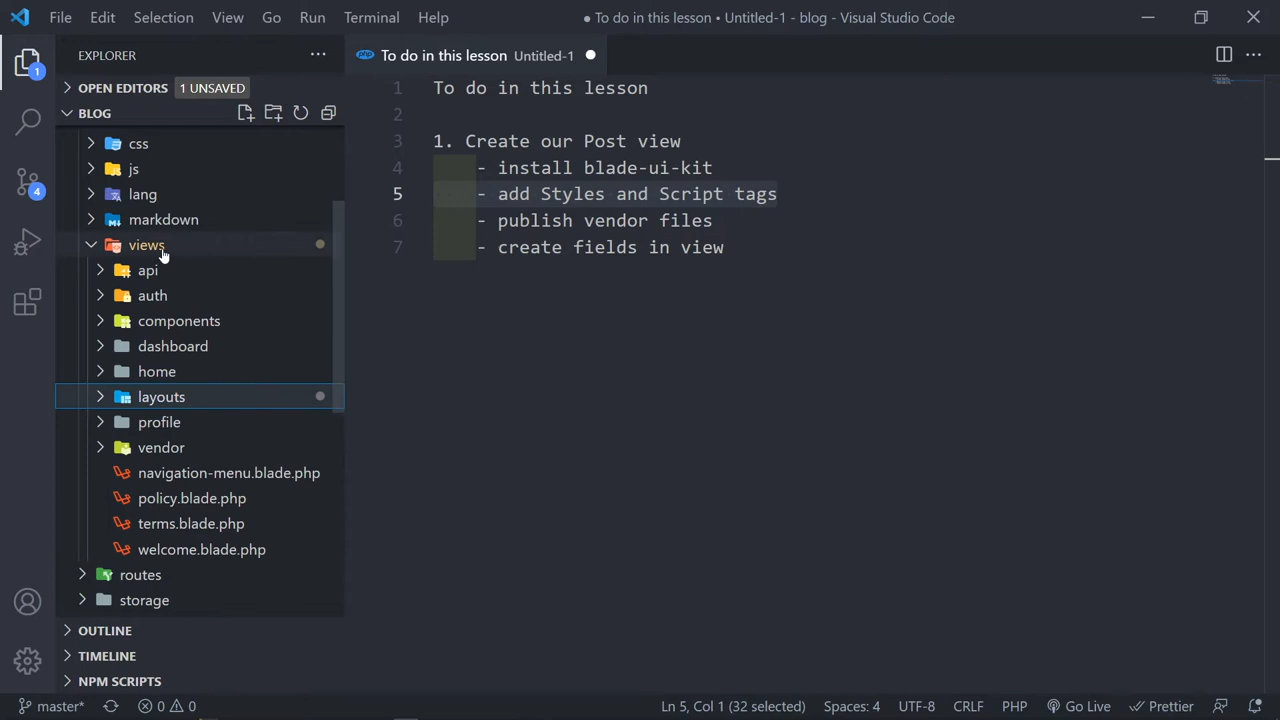 File Edit Selection View Go Run Terminal Help
● To do in this lesson • Untitled-1 - blog - Visual Studio Code
EXPLORER
To do in this lesson Untitled-1
OPEN EDITORS 1 UNSAVED
BLOG
css
js
lang
markdown
views
api
auth
components
dashboard
home
layouts
profile
vendor
navigation-menu.blade.php
policy.blade.php
terms.blade.php
welcome.blade.php
routes
storage
OUTLINE
TIMELINE
NPM SCRIPTS
1 To do in this lesson
2
3 1. Create our Post view
4 - install blade-ui-kit
5 - add Styles and Script tags
6 - publish vendor files
7 - create fields in view
1
4
master* 0 0 Ln 5, Col 1 (32 selected) Spaces: 4 UTF-8 CRLF PHP Go Live Prettier